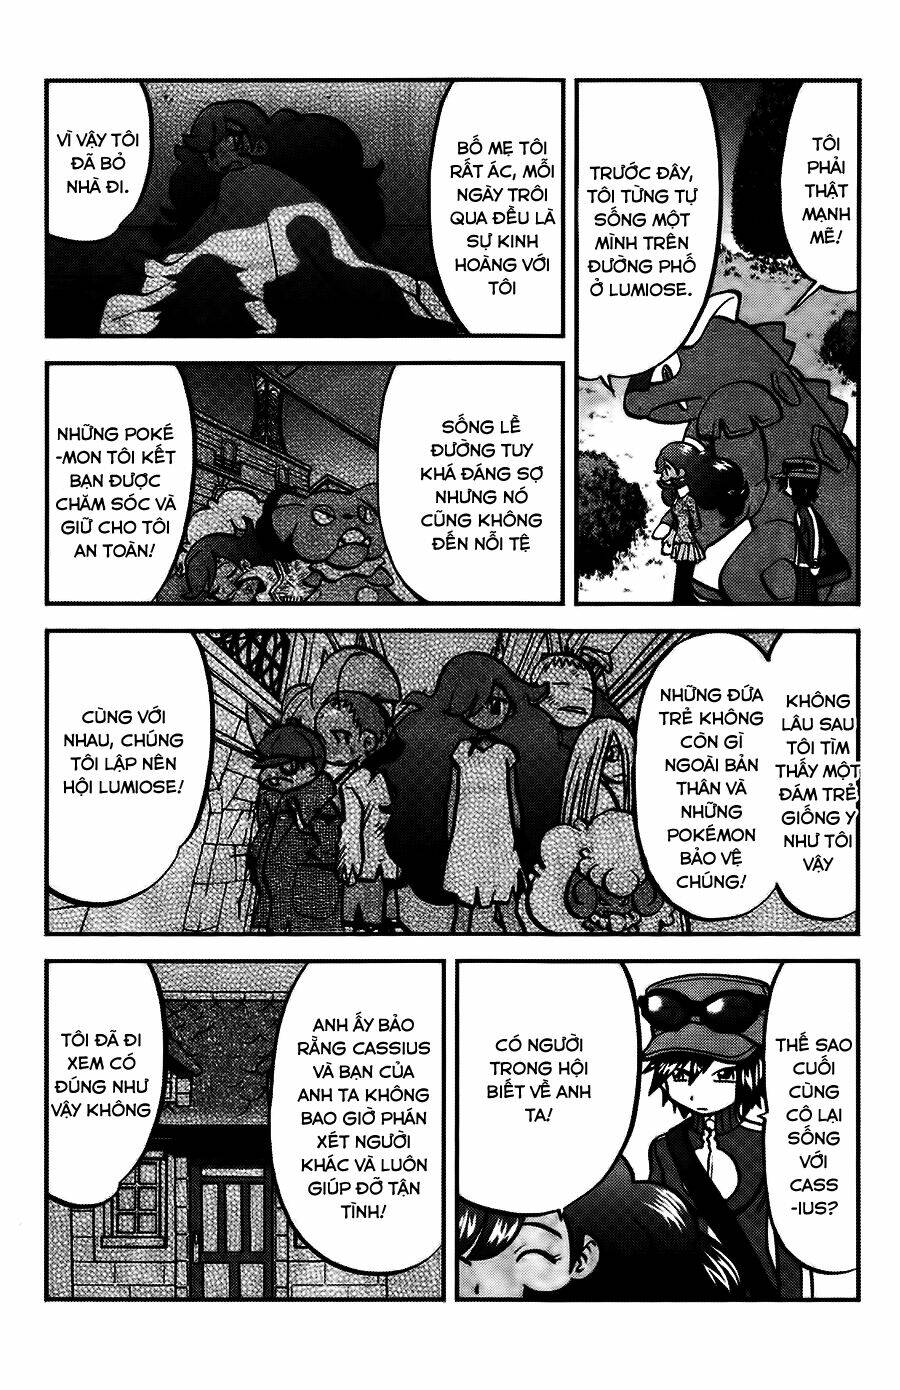 TÔI
PHẢI
THẬT
MẠNH
MẼ!
TRƯỚC ĐÂY,
TÔI TỪNG TỰ
SỐNG MỘT
MÌNH TRÊN
ĐƯỜNG PHỐ
Ở LUMIOSE.
BỐ MẸ TÔI
RẤT ÁC, MỖI
NGÀY TRÔI
QUA ĐỀU LÀ
SỰ KINH
HOÀNG VỚI
TÔI
VÌ VẬY TÔI
ĐÃ BỎ
NHÀ ĐI.
SỐNG LỀ
ĐƯỜNG TUY
KHÁ ĐÁNG SỢ
NHƯNG NÓ
CŨNG KHÔNG
ĐẾN NỖI TỆ
NHỮNG POKÉ
-MON TÔI KẾT
BẠN ĐƯỢC
CHĂM SÓC VÀ
GIỮ CHO TÔI
AN TOÀN!
KHÔNG
LÂU SAU
TÔI TÌM
THẤY MỘT
ĐÁM TRẺ
GIỐNG Y
NHƯ TÔI
VẬY
NHỮNG ĐỨA
TRẺ KHÔNG
CÒN GÌ
NGOÀI BẢN
THÂN VÀ
NHỮNG
POKÉMON
BẢO VỆ
CHÚNG!
CÙNG VỚI
NHAU, CHÚNG
TÔI LẬP NÊN
HỘI LUMIOSE!
THẾ SAO
CUỐI
CÙNG
CÔ LẠI
SỐNG
VỚI
CASS
-IUS?
CÓ NGƯỜI
TRONG HỘI
BIẾT VỀ ANH
TA!
ANH ẤY BẢO
RẰNG CASSIUS
VÀ BẠN CỦA
ANH TA KHÔNG
BAO GIỜ PHÁN
XÉT NGƯỜI
KHÁC VÀ LUÔN
GIÚP ĐỠ TẬN
TÌNH!
TÔI ĐÃ ĐI
XEM CÓ
ĐÚNG NHƯ
VẬY KHÔNG